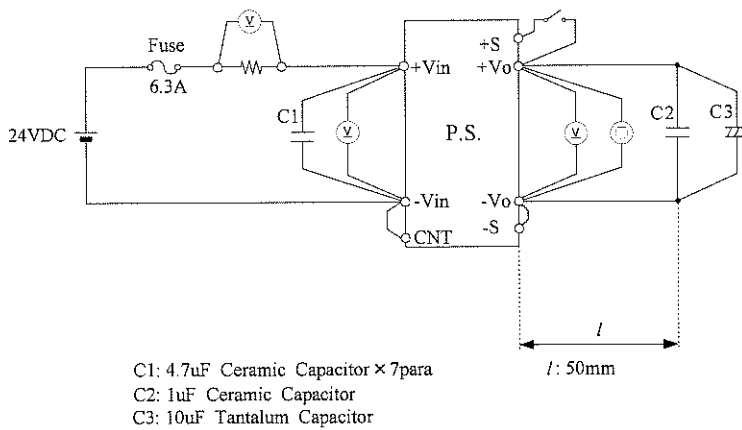 V
Fuse
6.3A
24VDC
C1
V
+Vin
-Vin
CNT
P.S.
+S
+Vo
-Vo
-S
V
C2
C3
l
l : 50mm
C1: 4.7uF Ceramic Capacitor × 7para
C2: 1uF Ceramic Capacitor
C3: 10uF Tantalum Capacitor